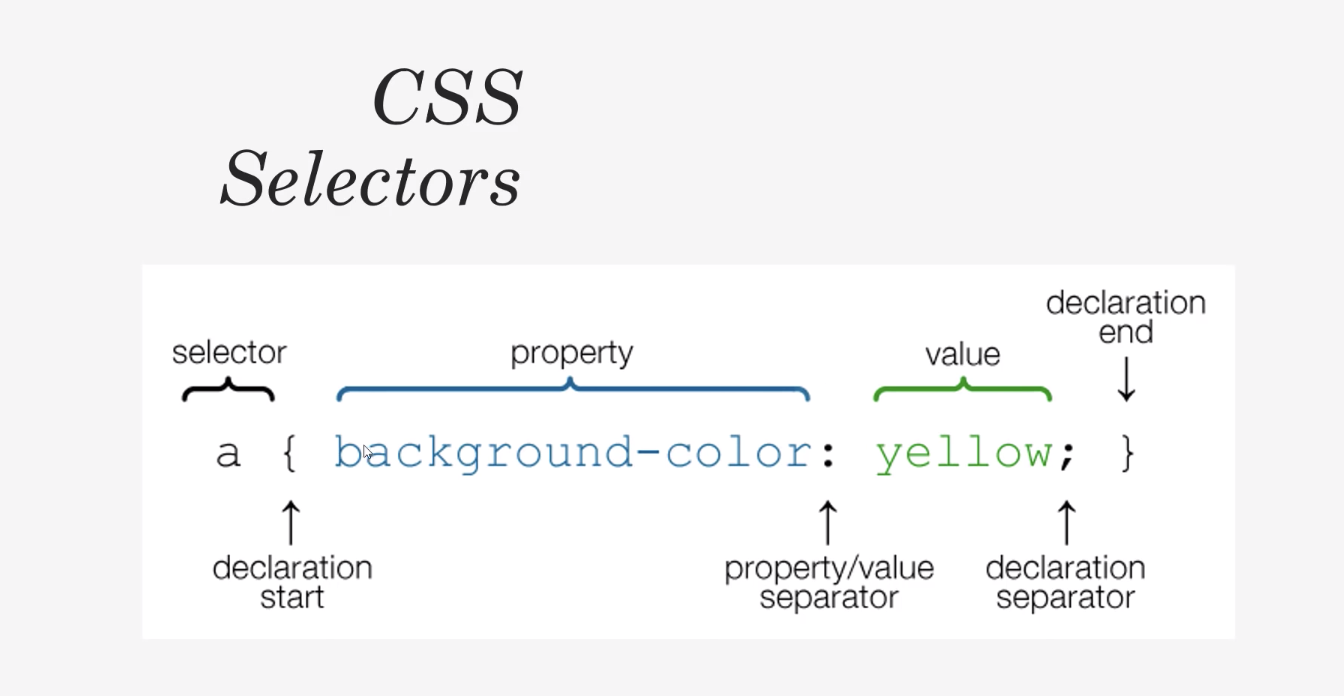 CSS
Selectors
declaration
end
selector
property
value
a { background-color: yellow; }
declaration
start
property/value
separator
declaration
separator